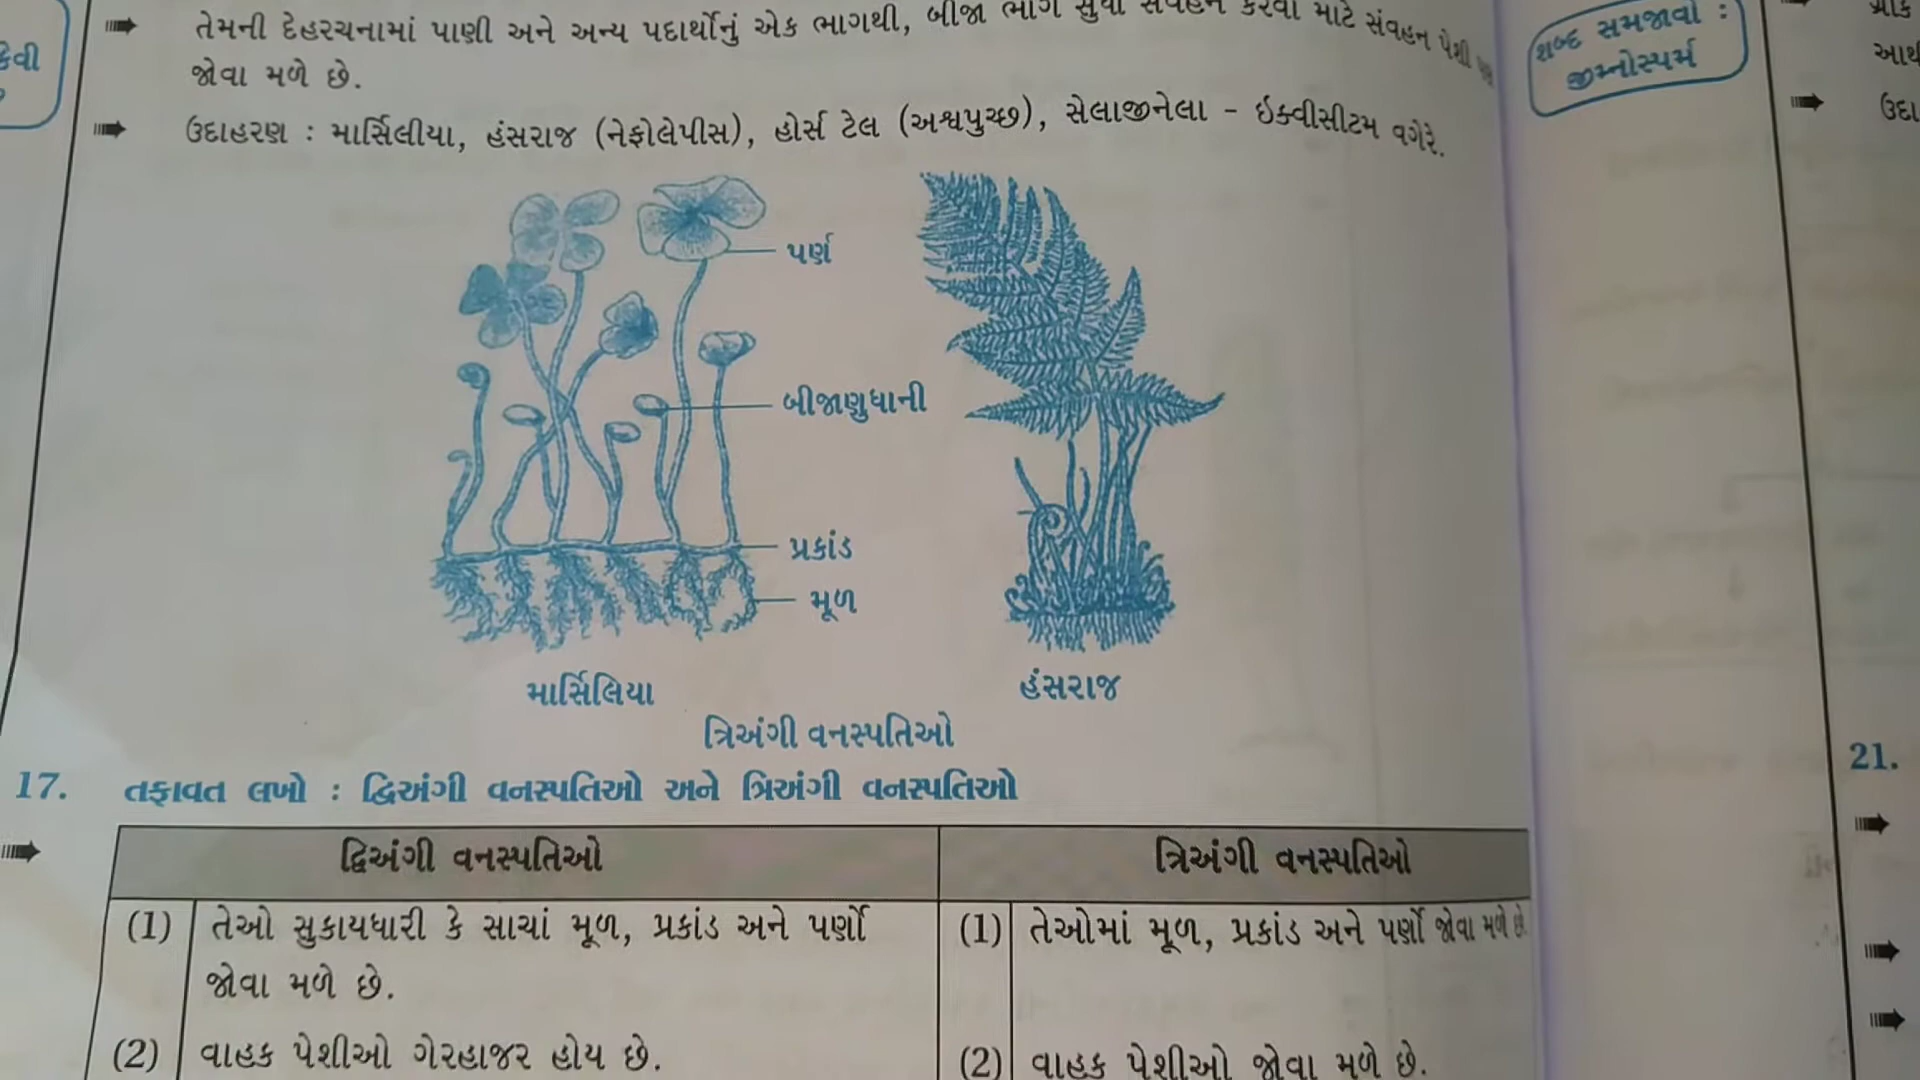 કેવી
તેમની દેહરચનામાં પાણી અને અન્ય પદાર્થોનું એક ભાગથી, બીજા ભાગ સુધી સંવહન કરવા માટે સંવહન પેશી
જોવા મળે છે.
ઉદાહરણ : માર્સિલીયા, હંસરાજ (નેફોલેપીસ), હોર્સ ટેલ (અશ્વપુચ્છ), સેલાજીનેલા - ઇક્વીસીટમ વગેરે.
પર્ણ
બીજાણુધાની
પ્રકાંડ
મૂળ
માર્સિલિયા
હંસરાજ
ત્રિઅંગી વનસ્પતિઓ
17. તફાવત લખો : દ્વિઅંગી વનસ્પતિઓ અને ત્રિઅંગી વનસ્પતિઓ
દ્વિઅંગી વનસ્પતિઓ
ત્રિઅંગી વનસ્પતિઓ
(1) તેઓ સુકાયધારી કે સાચાં મૂળ, પ્રકાંડ અને પર્ણો
જોવા મળે છે.
(1) તેઓમાં મૂળ, પ્રકાંડ અને પર્ણો જોવા મળે છે.
(2) વાહક પેશીઓ ગેરહાજર હોય છે.
(2) વાહક પેશીઓ જોવા મળે છે.
શબ્દ સમજાવો :
જીમ્નોસ્પર્મ
21.